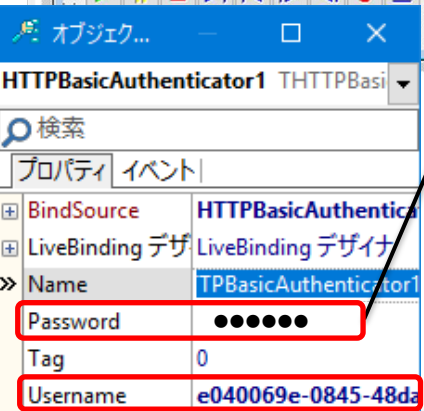 オブジェク...
HTTPBasicAuthenticator1 THTTPBasi
検索
プロパティ イベント
BindSource HTTPBasicAuthentica
LiveBinding デザ LiveBinding デザイナ
Name TPBasicAuthenticator1
Password ●●●●●●
Tag 0
Username e040069e-0845-48da